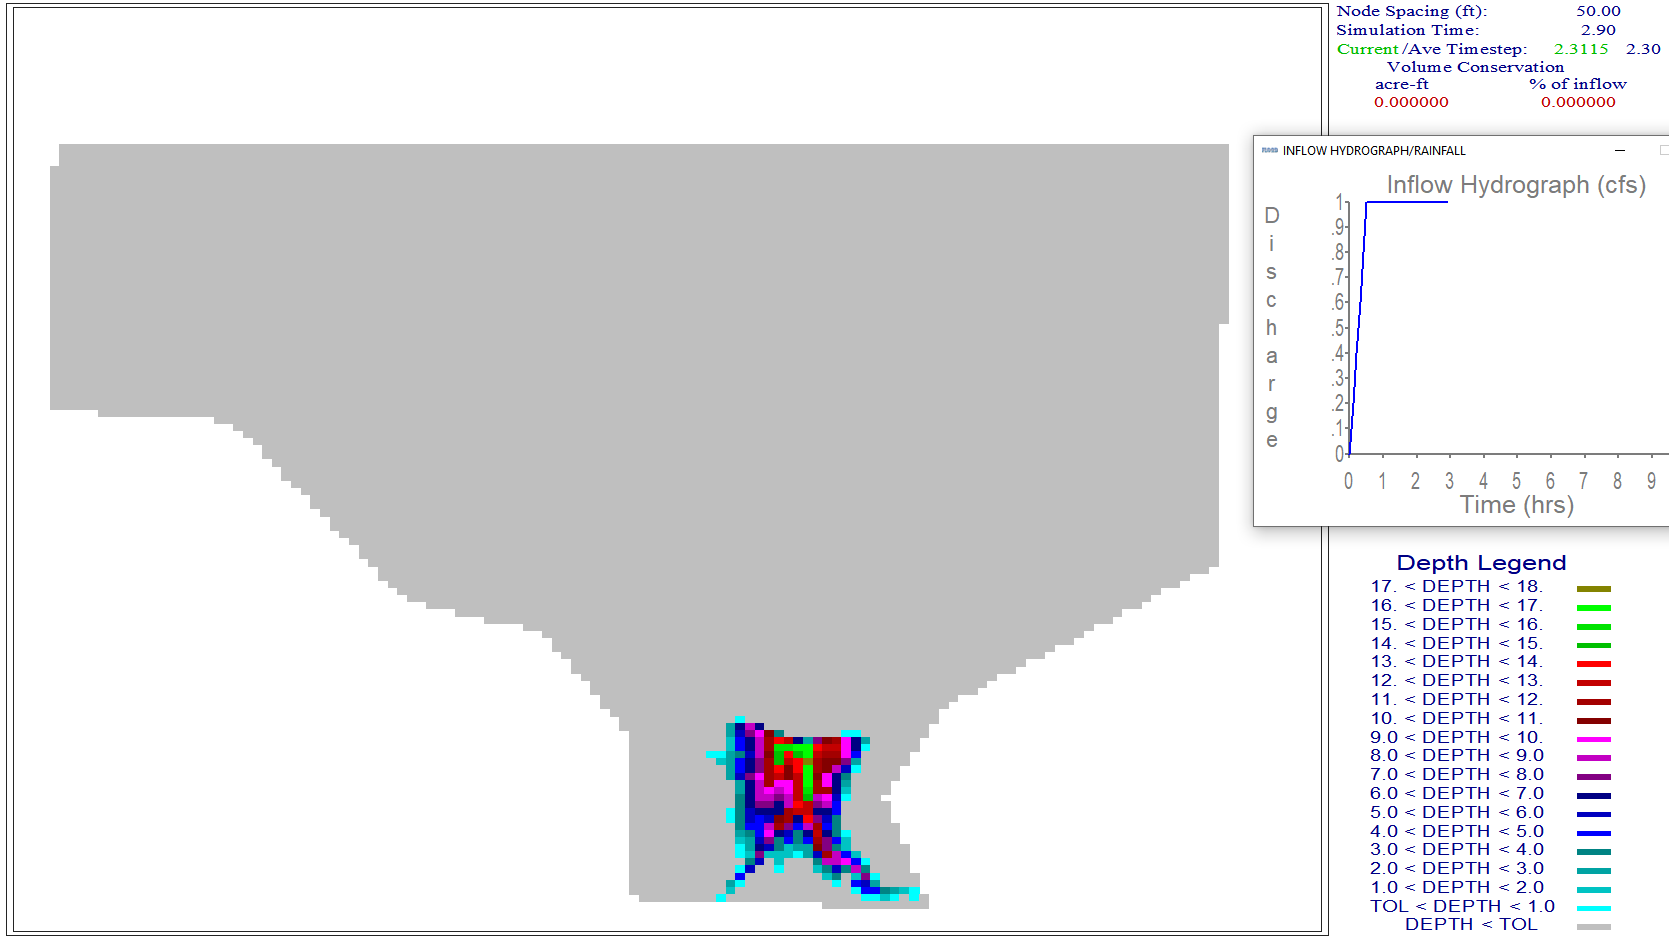 Node Spacing (ft): 50.00
Simulation Time: 2.90
Current /Ave Timestep: 2.3115 2.30
Volume Conservation
acre-ft % of inflow
0.000000 0.000000
INFLOW HYDROGRAPH/RAINFALL
Inflow Hydrograph (cfs)
Discharge
1
.9
.8
.7
.6
.5
.4
.3
.2
.1
0
0 1 2 3 4 5 6 7 8 9
Time (hrs)
Depth Legend
17. < DEPTH < 18.
16. < DEPTH < 17.
15. < DEPTH < 16.
14. < DEPTH < 15.
13. < DEPTH < 14.
12. < DEPTH < 13.
11. < DEPTH < 12.
10. < DEPTH < 11.
9.0 < DEPTH < 10.
8.0 < DEPTH < 9.0
7.0 < DEPTH < 8.0
6.0 < DEPTH < 7.0
5.0 < DEPTH < 6.0
4.0 < DEPTH < 5.0
3.0 < DEPTH < 4.0
2.0 < DEPTH < 3.0
1.0 < DEPTH < 2.0
TOL < DEPTH < 1.0
DEPTH < TOL